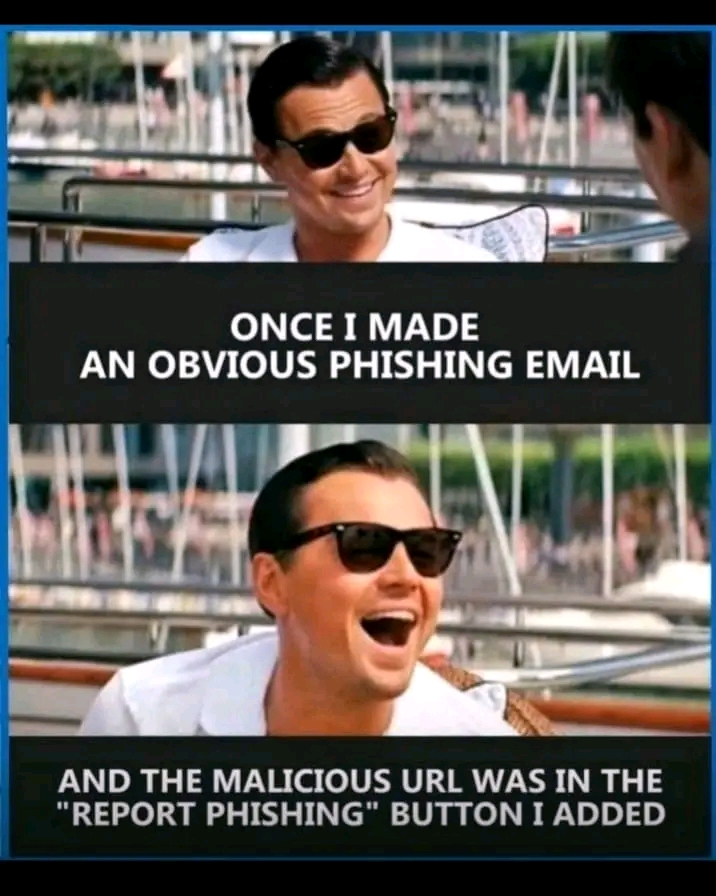 ONCE I MADE
AN OBVIOUS PHISHING EMAIL
AND THE MALICIOUS URL WAS IN THE
"REPORT PHISHING" BUTTON I ADDED